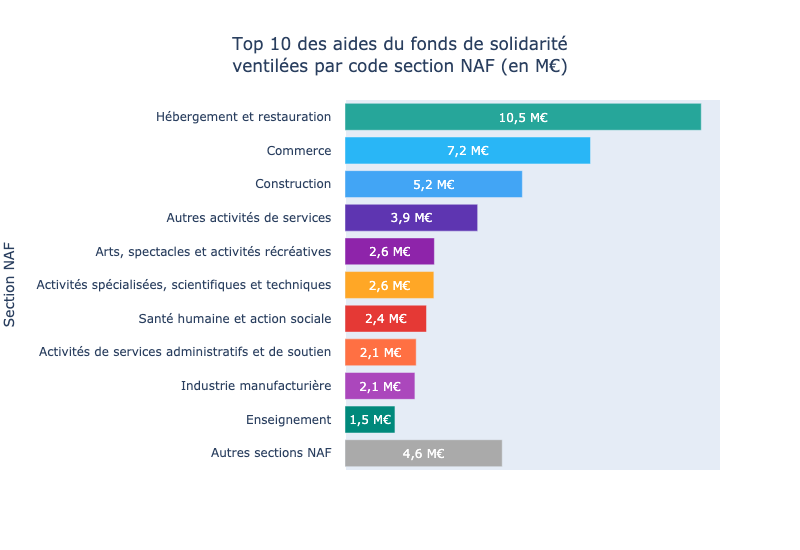 Top 10 des aides du fonds de solidarité
ventilées par code section NAF (en M€)
Section NAF
Hébergement et restauration 10,5 M€
Commerce 7,2 M€
Construction 5,2 M€
Autres activités de services 3,9 M€
Arts, spectacles et activités récréatives 2,6 M€
Activités spécialisées, scientifiques et techniques 2,6 M€
Santé humaine et action sociale 2,4 M€
Activités de services administratifs et de soutien 2,1 M€
Industrie manufacturière 2,1 M€
Enseignement 1,5 M€
Autres sections NAF 4,6 M€